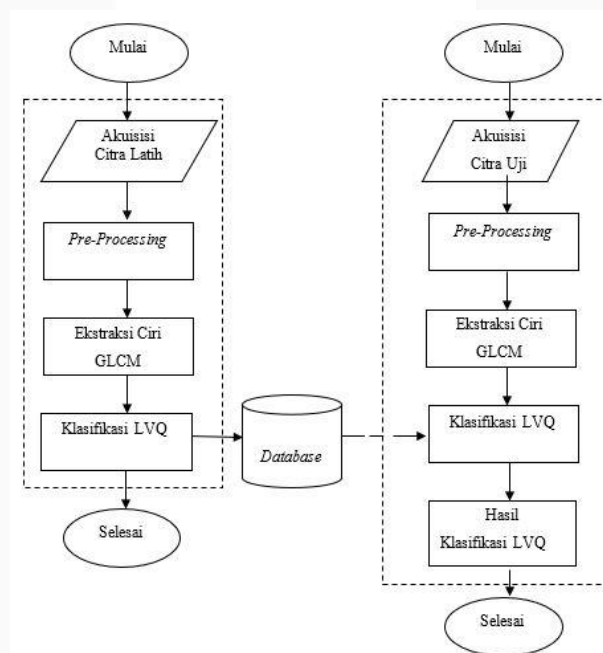 Mulai
Akuisisi
Citra Latih
Pre-Processing
Ekstraksi Ciri
GLCM
Klasifikasi LVQ
Selesai
Database
Mulai
Akuisisi
Citra Uji
Pre-Processing
Ekstraksi Ciri
GLCM
Klasifikasi LVQ
Hasil
Klasifikasi LVQ
Selesai